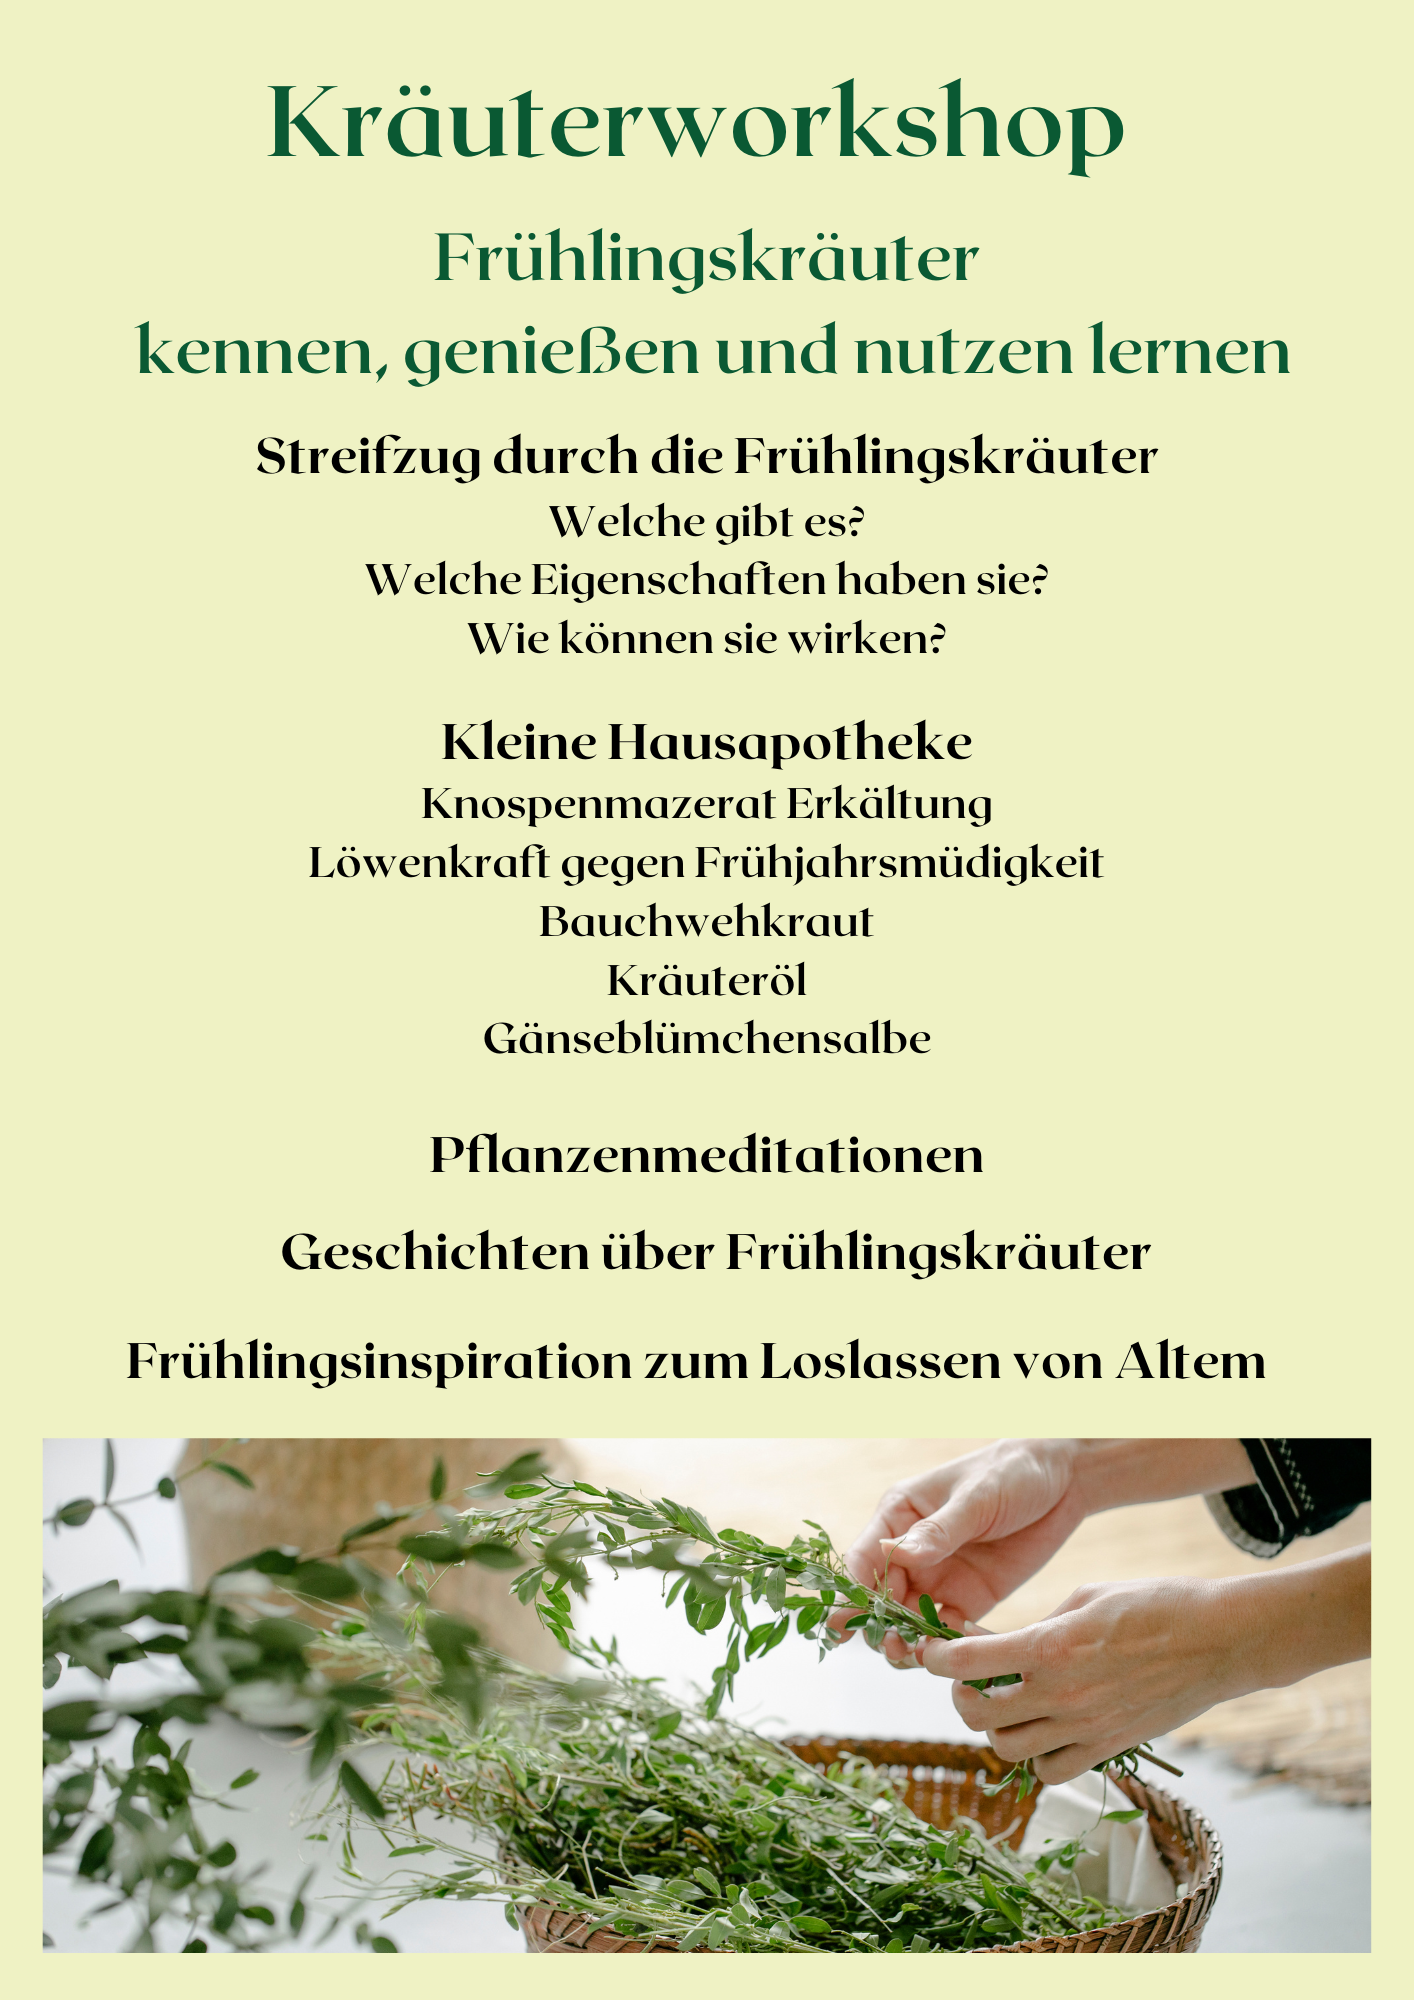 Kräuterworkshop
Frühlingskräuter
kennen, genießen und nutzen lernen
Streifzug durch die Frühlingskräuter
Welche gibt es?
Welche Eigenschaften haben sie?
Wie können sie wirken?
Kleine Hausapotheke
Knospenmazerat Erkältung
Löwenkraft gegen Frühjahrsmüdigkeit
Bauchwehkraut
Kräuteröl
Gänseblümchensalbe
Pflanzenmeditationen
Geschichten über Frühlingskräuter
Frühlingsinspiration zum Loslassen von Altem